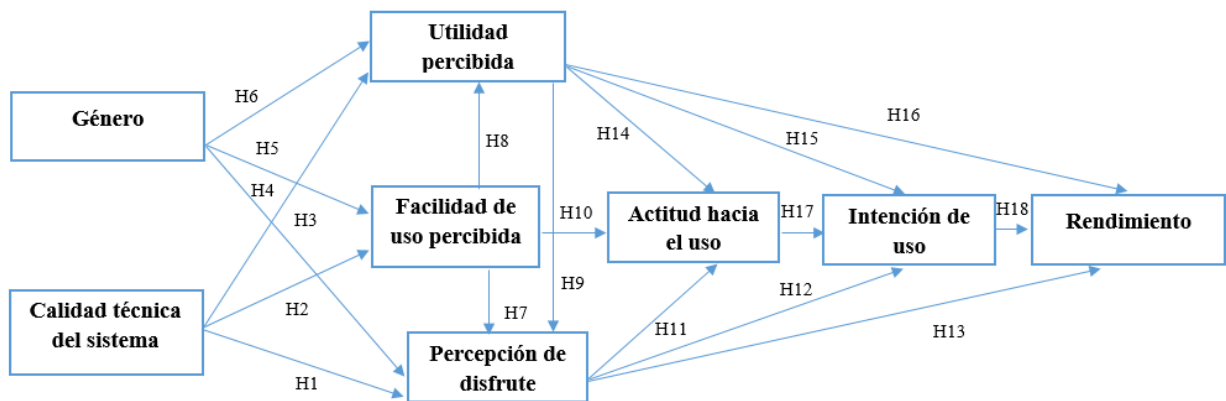 Utilidad
percibida
Género
H6
H16
H5
H8
H14
H15
H4
H3
Facilidad de
uso percibida
H10
Actitud hacia
el uso
H17
Intención de
uso
H18
Rendimiento
Calidad técnica
del sistema
H2
H7
H9
H12
H11
H13
Percepción de
disfrute
H1